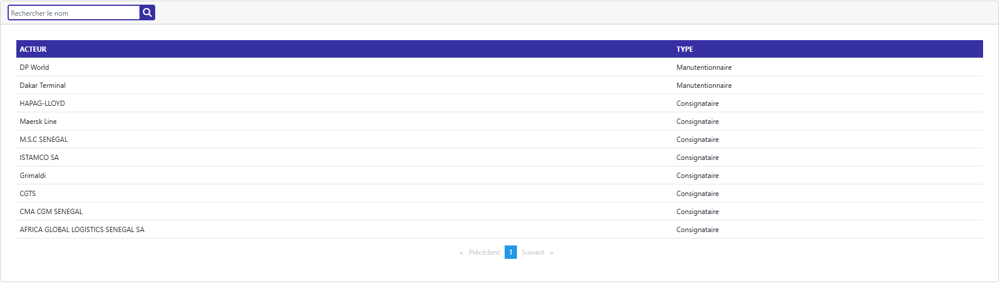 Rechercher le nom
ACTEUR TYPE
DP World Manutentionnaire
Dakar Terminal Manutentionnaire
HAPAG-LLOYD Consignataire
Maersk Line Consignataire
M.S.C SENEGAL Consignataire
ISTAMCO SA Consignataire
Grimaldi Consignataire
CGTS Consignataire
CMA CGM SENEGAL Consignataire
AFRICA GLOBAL LOGISTICS SENEGAL SA Consignataire
« Précédent 1 Suivant »